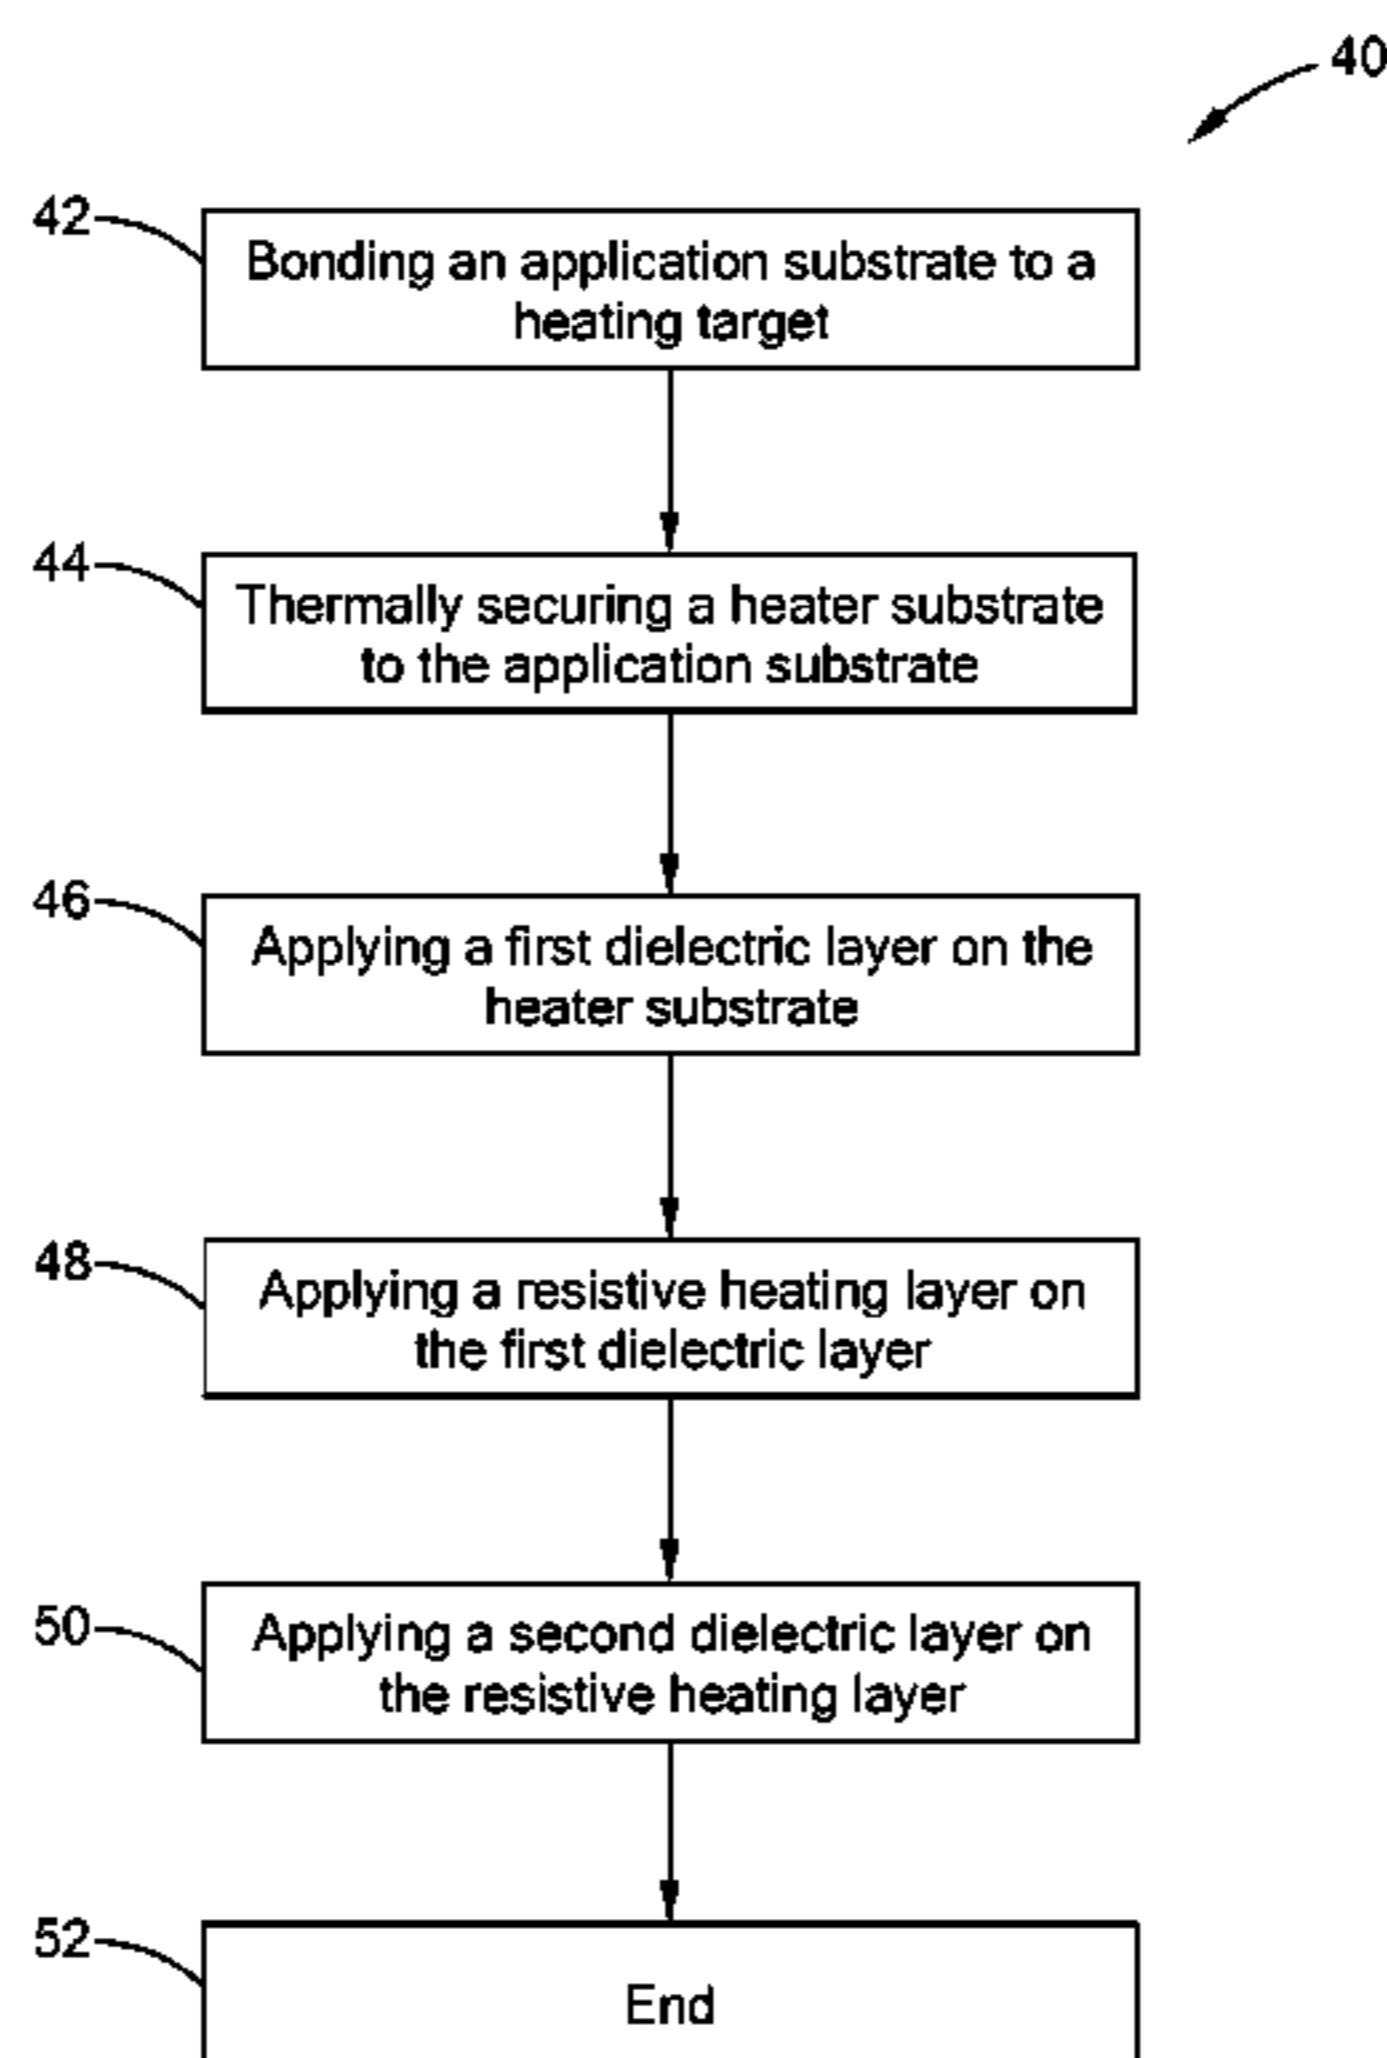 40
42
Bonding an application substrate to a
heating target
44
Thermally securing a heater substrate
to the application substrate
46
Applying a first dielectric layer on the
heater substrate
48
Applying a resistive heating layer on
the first dielectric layer
50
Applying a second dielectric layer on
the resistive heating layer
52
End